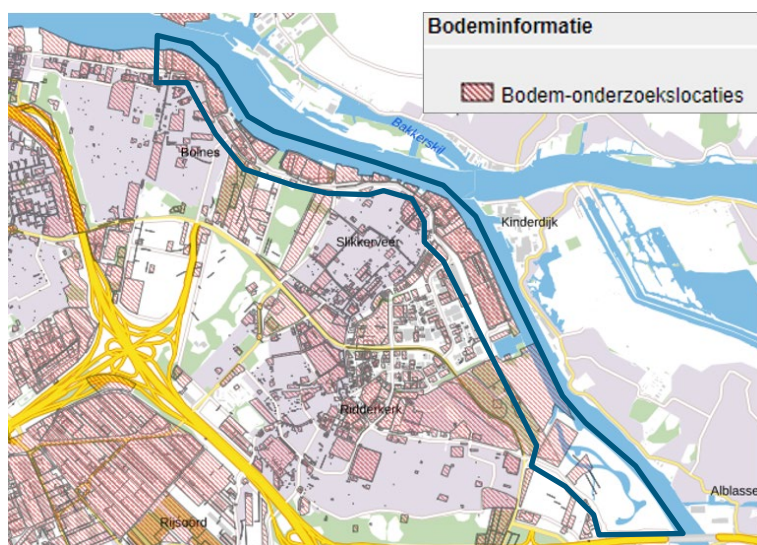 Bodeminformatie
Bodem-onderzoekslocaties
Bakkerskil
Bolnes
Kinderdijk
Slikkerveer
Ridderkerk
Alblasse
Rijsoord